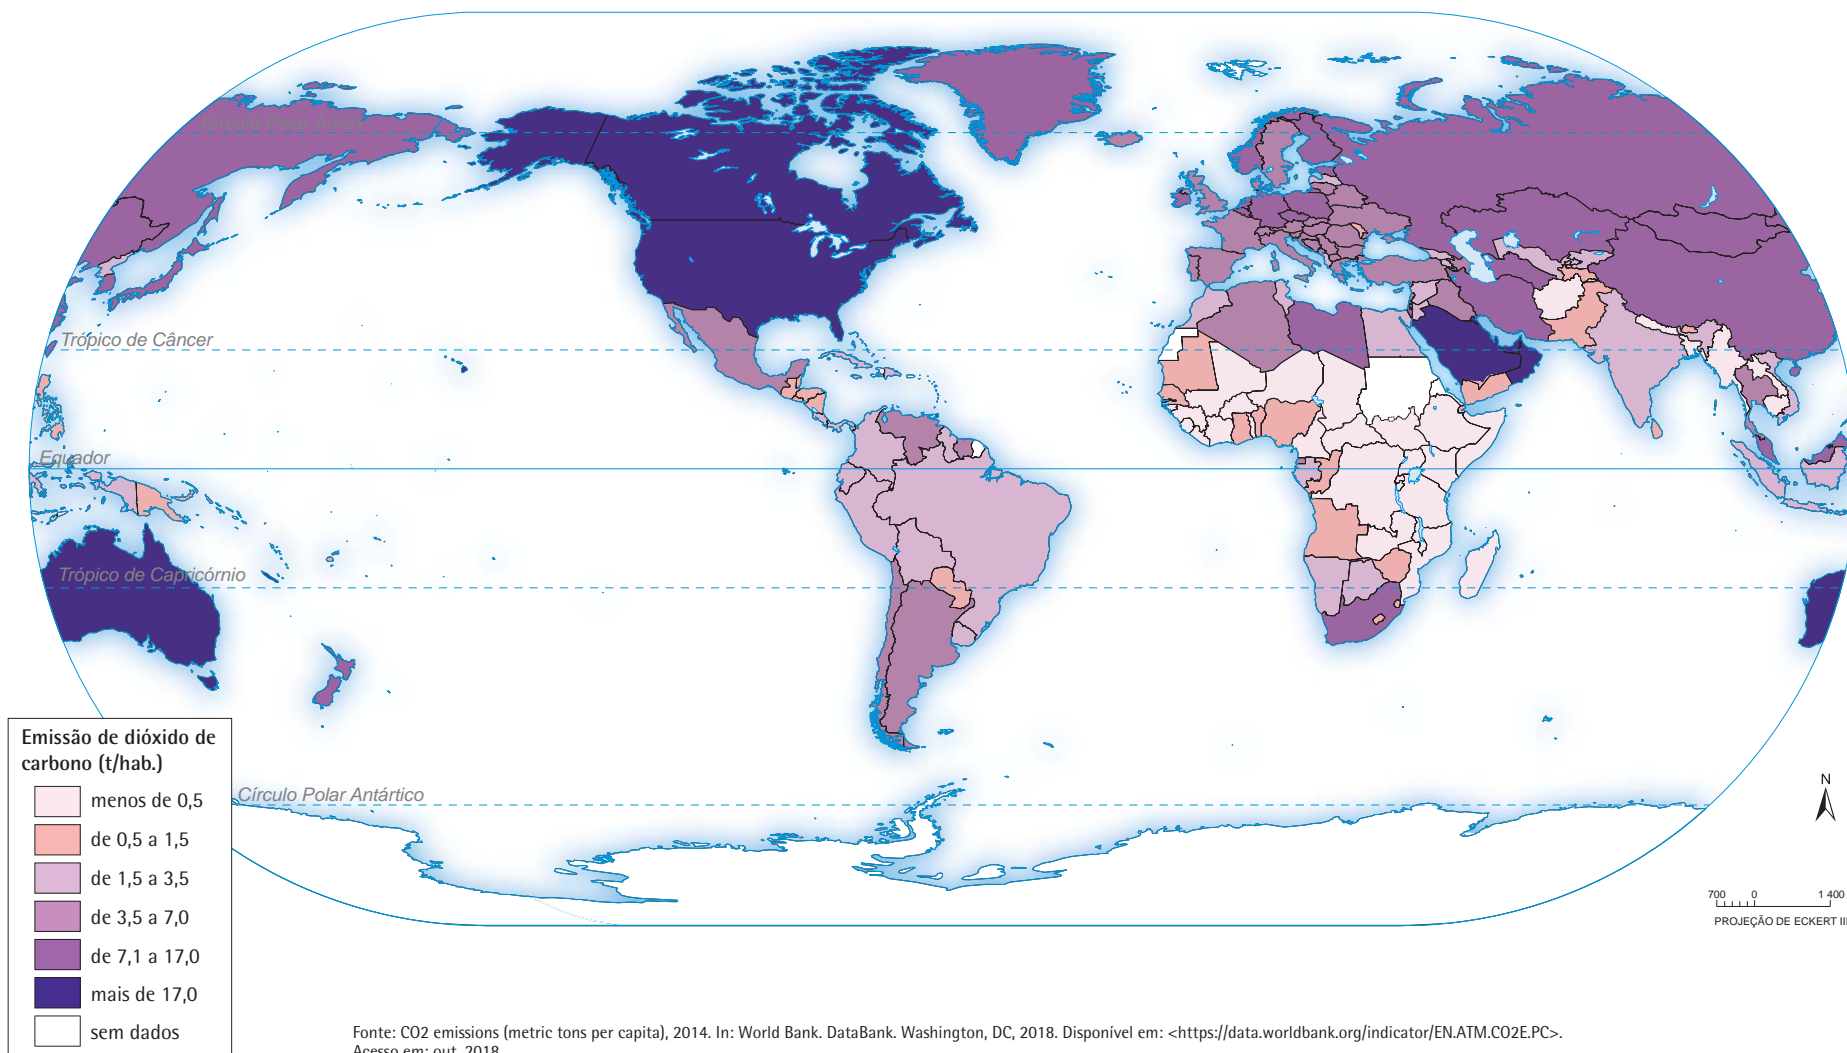 Círculo Polar Ártico
Trópico de Câncer
Equador
Trópico de Capricórnio
Círculo Polar Antártico
Emissão de dióxido de
carbono (t/hab.)
menos de 0,5
de 0,5 a 1,5
de 1,5 a 3,5
de 3,5 a 7,0
de 7,1 a 17,0
mais de 17,0
sem dados
N
700 0 1 400
PROJEÇÃO DE ECKERT III
Fonte: CO2 emissions (metric tons per capita), 2014. In: World Bank. DataBank. Washington, DC, 2018. Disponível em: <https://data.worldbank.org/indicator/EN.ATM.CO2E.PC>.
Acesso em: out. 2018.